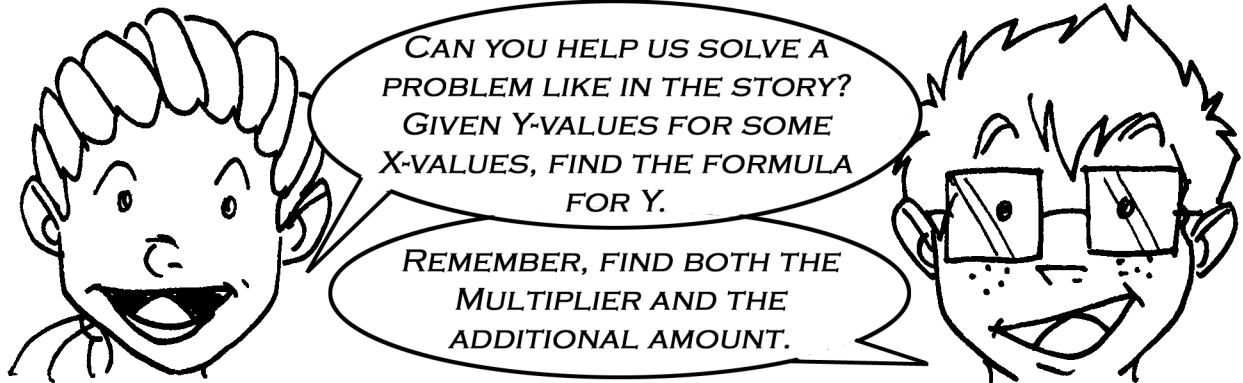 CAN YOU HELP US SOLVE A
PROBLEM LIKE IN THE STORY?
GIVEN Y-VALUES FOR SOME
X-VALUES, FIND THE FORMULA
FOR Y.
REMEMBER, FIND BOTH THE
MULTIPLIER AND THE
ADDITIONAL AMOUNT.